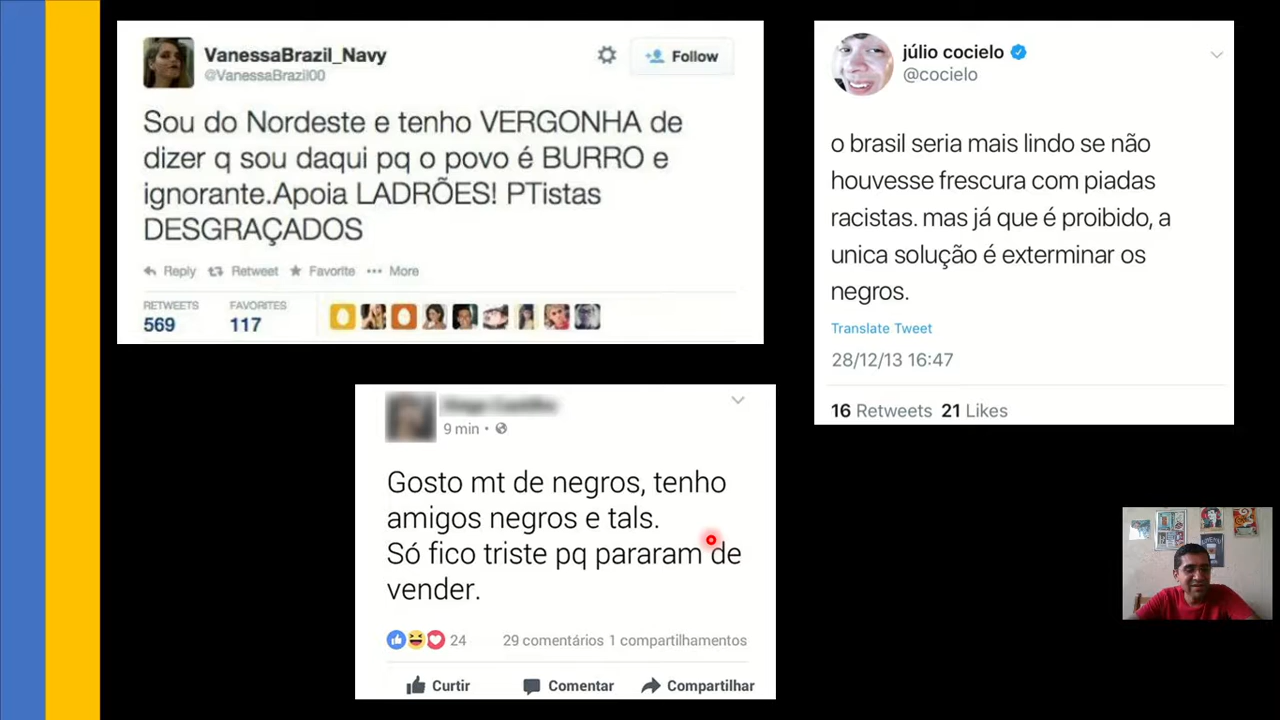 VanessaBrazil_Navy
@VanessaBrazil00
Follow
Sou do Nordeste e tenho VERGONHA de
dizer q sou daqui pq o povo é BURRO e
ignorante.Apoia LADRÕES! PTistas
DESGRAÇADOS
Reply Retweet Favorite More
RETWEETS FAVORITES
569 117
júlio cocielo
@cocielo
o brasil seria mais lindo se não
houvesse frescura com piadas
racistas. mas já que é proibido, a
unica solução é exterminar os
negros.
Translate Tweet
28/12/13 16:47
16 Retweets 21 Likes
9 min
Gosto mt de negros, tenho
amigos negros e tals.
Só fico triste pq pararam de
vender.
24 29 comentários 1 compartilhamentos
Curtir Comentar Compartilhar